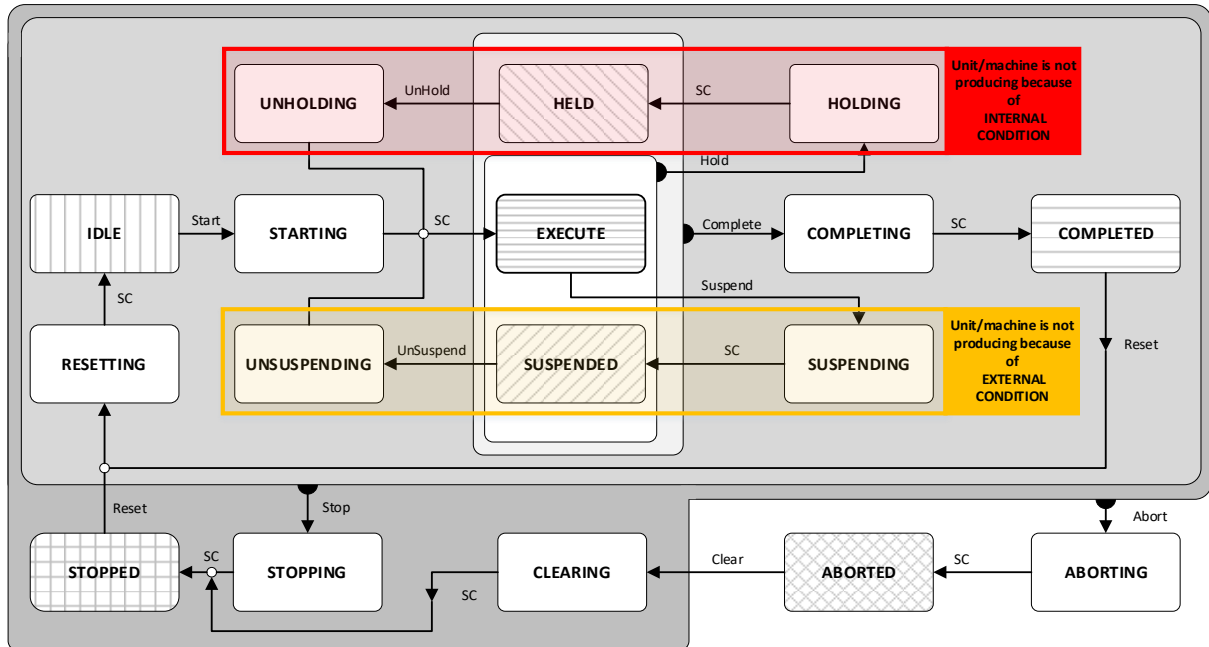 Unit/machine is not
producing because
of
INTERNAL
CONDITION
UNHOLDING
UnHold
HELD
SC
HOLDING
Hold
IDLE
Start
STARTING
SC
EXECUTE
Complete
COMPLETING
SC
COMPLETED
SC
Suspend
RESETTING
UNSUSPENDING
UnSuspend
SUSPENDED
SC
SUSPENDING
Unit/machine is not
producing because
of
EXTERNAL
CONDITION
Reset
Reset
Stop
Abort
STOPPED
SC
STOPPING
SC
CLEARING
Clear
ABORTED
SC
ABORTING